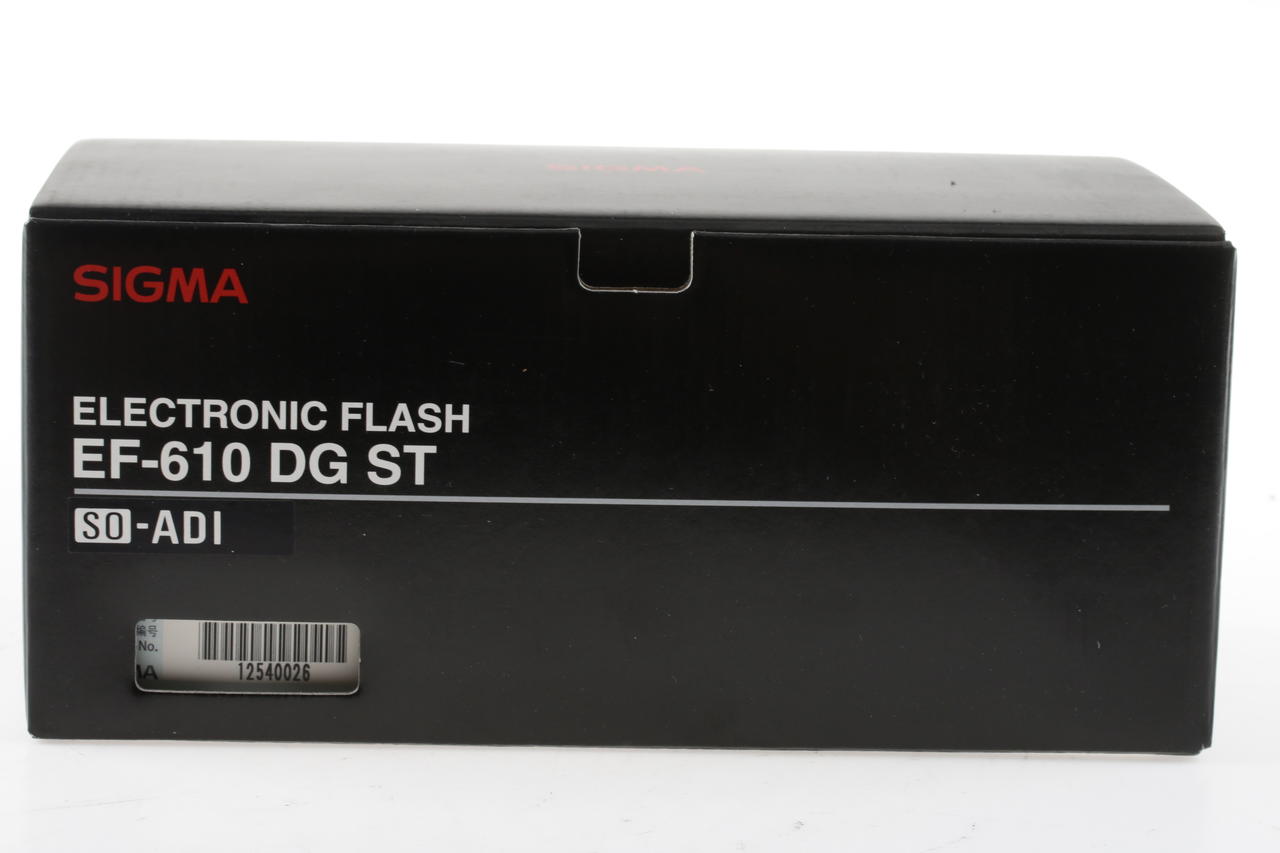 SIGMA
SIGMA
ELECTRONIC FLASH
EF-610 DG ST
SO-ADI
编号
No.
12540026